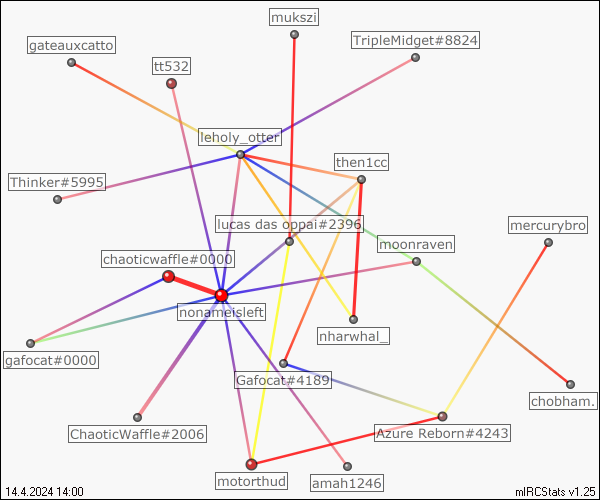 mukszi
gateauxcatto
TripleMidget#8824
tt532
leholy_otter
then1cc
Thinker#5995
lucas das oppai#2396
mercurybro
moonraven
chaoticwaffle#0000
nonameisleft
nharwhal_
gafocat#0000
Gafocat#4189
chobham.
ChaoticWaffle#2006
Azure Reborn#4243
motorthud
amah1246
14.4.2024 14:00
mIRCStats v1.25